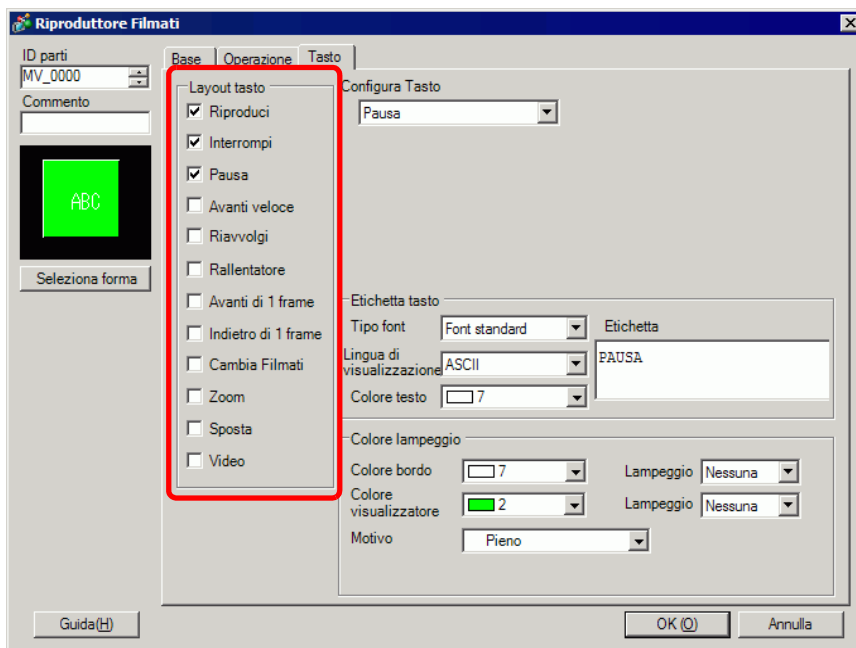 Riproduttore Filmati
ID parti
MV_0000
Commento
ABC
Seleziona forma
Base Operazione Tasto
Layout tasto
Riproduci
Interrompi
Pausa
Avanti veloce
Riavvolgi
Rallentatore
Avanti di 1 frame
Indietro di 1 frame
Cambia Filmati
Zoom
Sposta
Video
Configura Tasto
Pausa
Etichetta tasto
Tipo font Font standard
Lingua di
visualizzazione ASCII
Colore testo 7
Etichetta
PAUSA
Colore lampeggio
Colore bordo 7 Lampeggio Nessuna
Colore
visualizzatore 2 Lampeggio Nessuna
Motivo Pieno
Guida(H) OK (O) Annulla